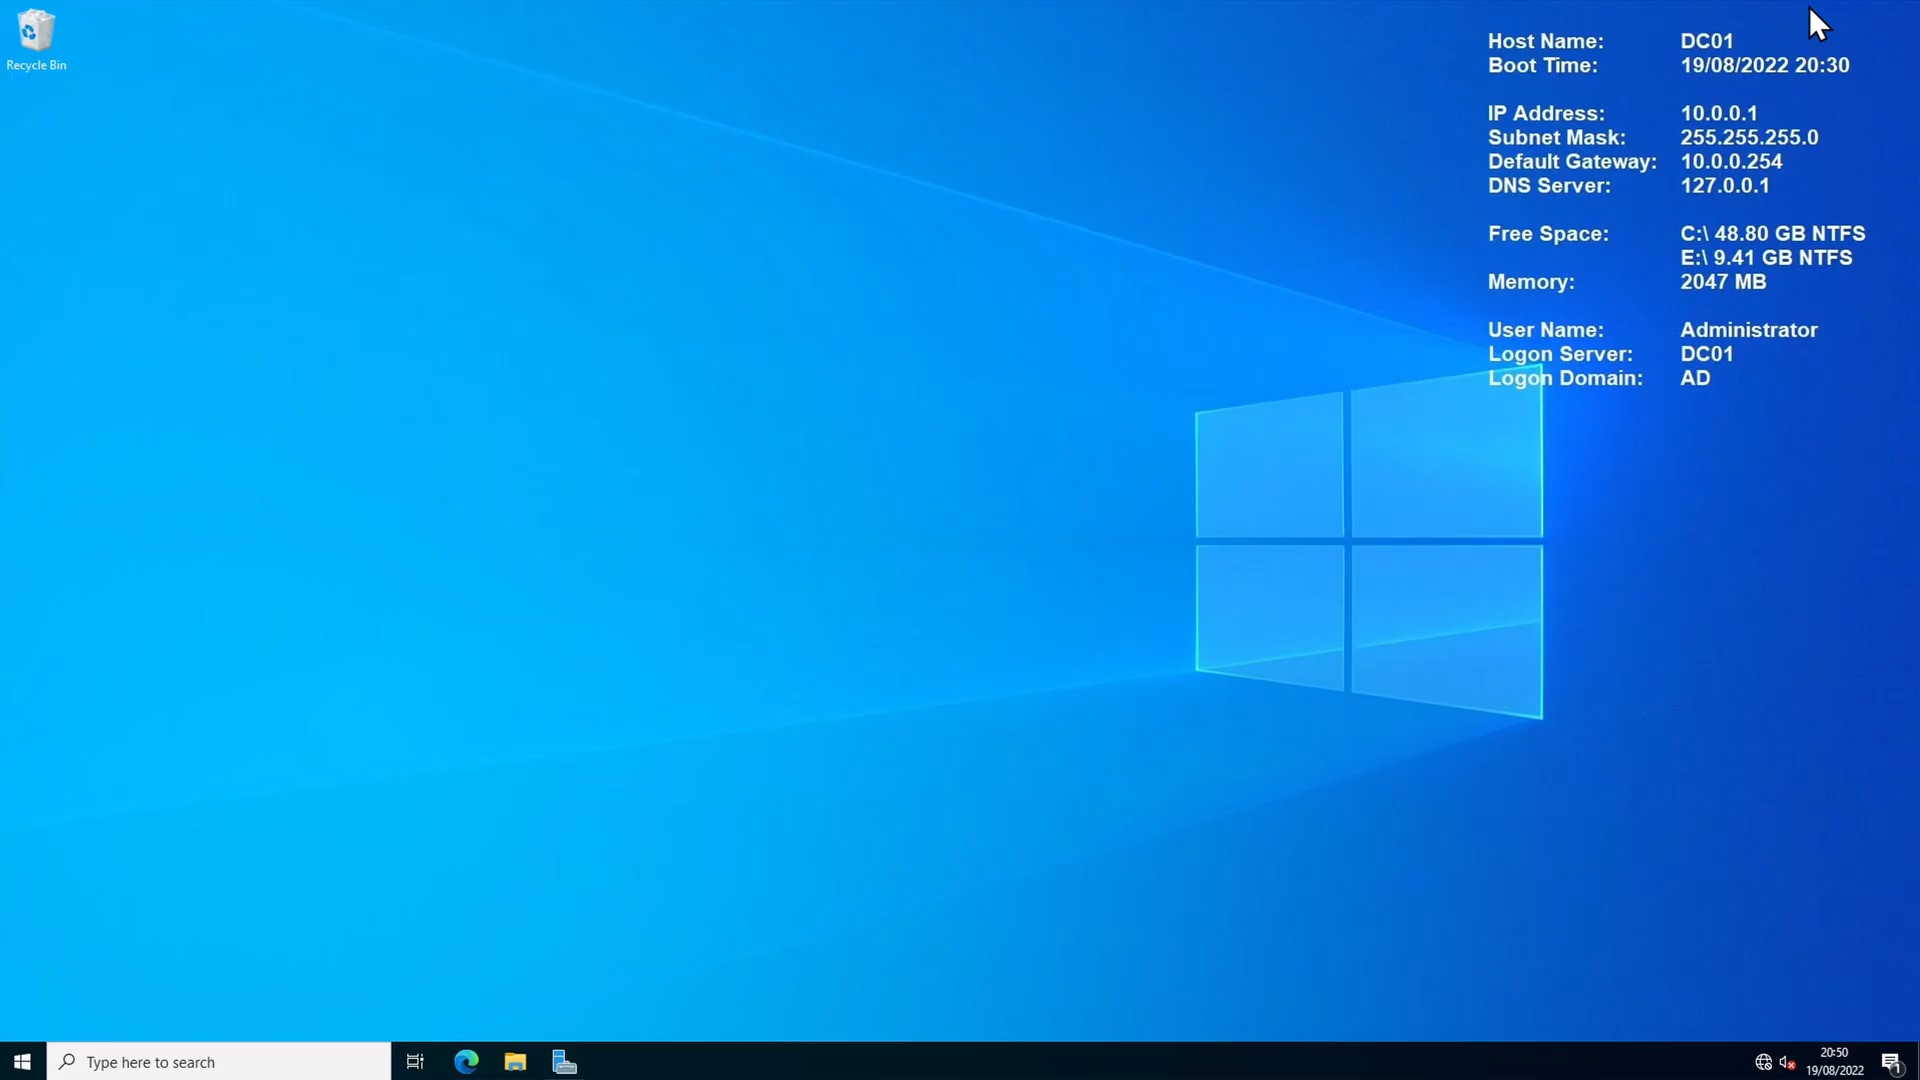 Recycle Bin
Host Name: DC01
Boot Time: 19/08/2022 20:30
IP Address: 10.0.0.1
Subnet Mask: 255.255.255.0
Default Gateway: 10.0.0.254
DNS Server: 127.0.0.1
Free Space: C:\ 48.80 GB NTFS
E:\ 9.41 GB NTFS
Memory: 2047 MB
User Name: Administrator
Logon Server: DC01
Logon Domain: AD
Type here to search
20:50
19/08/2022
1